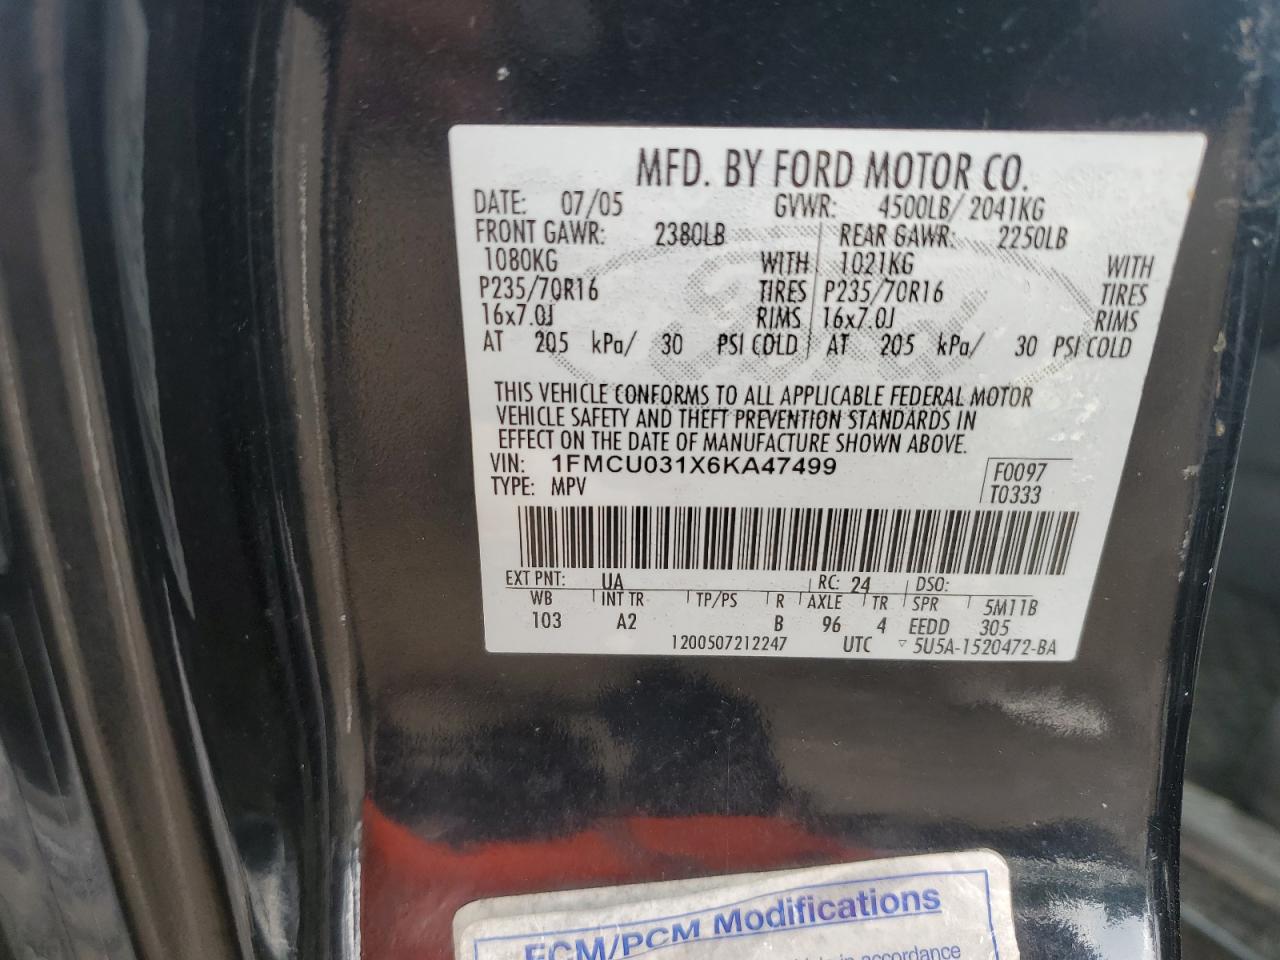 MFD. BY FORD MOTOR CO.
DATE: 07/05 GVWR: 4500LB/ 2041KG
FRONT GAWR: 2380LB REAR GAWR: 2250LB
1080KG WITH 1021KG WITH
P235/70R16 TIRES P235/70R16 TIRES
16x7.0J RIMS 16x7.0J RIMS
AT 205 kPa/ 30 PSI COLD AT 205 kPa/ 30 PSI COLD
THIS VEHICLE CONFORMS TO ALL APPLICABLE FEDERAL MOTOR
VEHICLE SAFETY AND THEFT PREVENTION STANDARDS IN
EFFECT ON THE DATE OF MANUFACTURE SHOWN ABOVE.
VIN: 1FMCU031X6KA47499 F0097
TYPE: MPV T0333
EXT PNT: UA RC: 24 DSO:
WB INT TR TP/PS R AXLE TR SPR 5M11B
103 A2 B 96 4 EEDD 305
1200507212247 UTC ▽ 5U5A-1520472-BA
ECM/PCM Modifications
in accordance